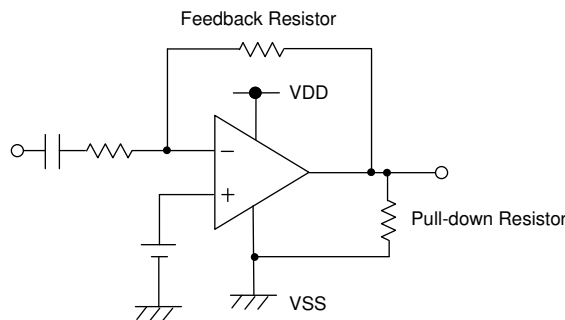 Feedback Resistor
VDD
−
+
Pull-down Resistor
VSS